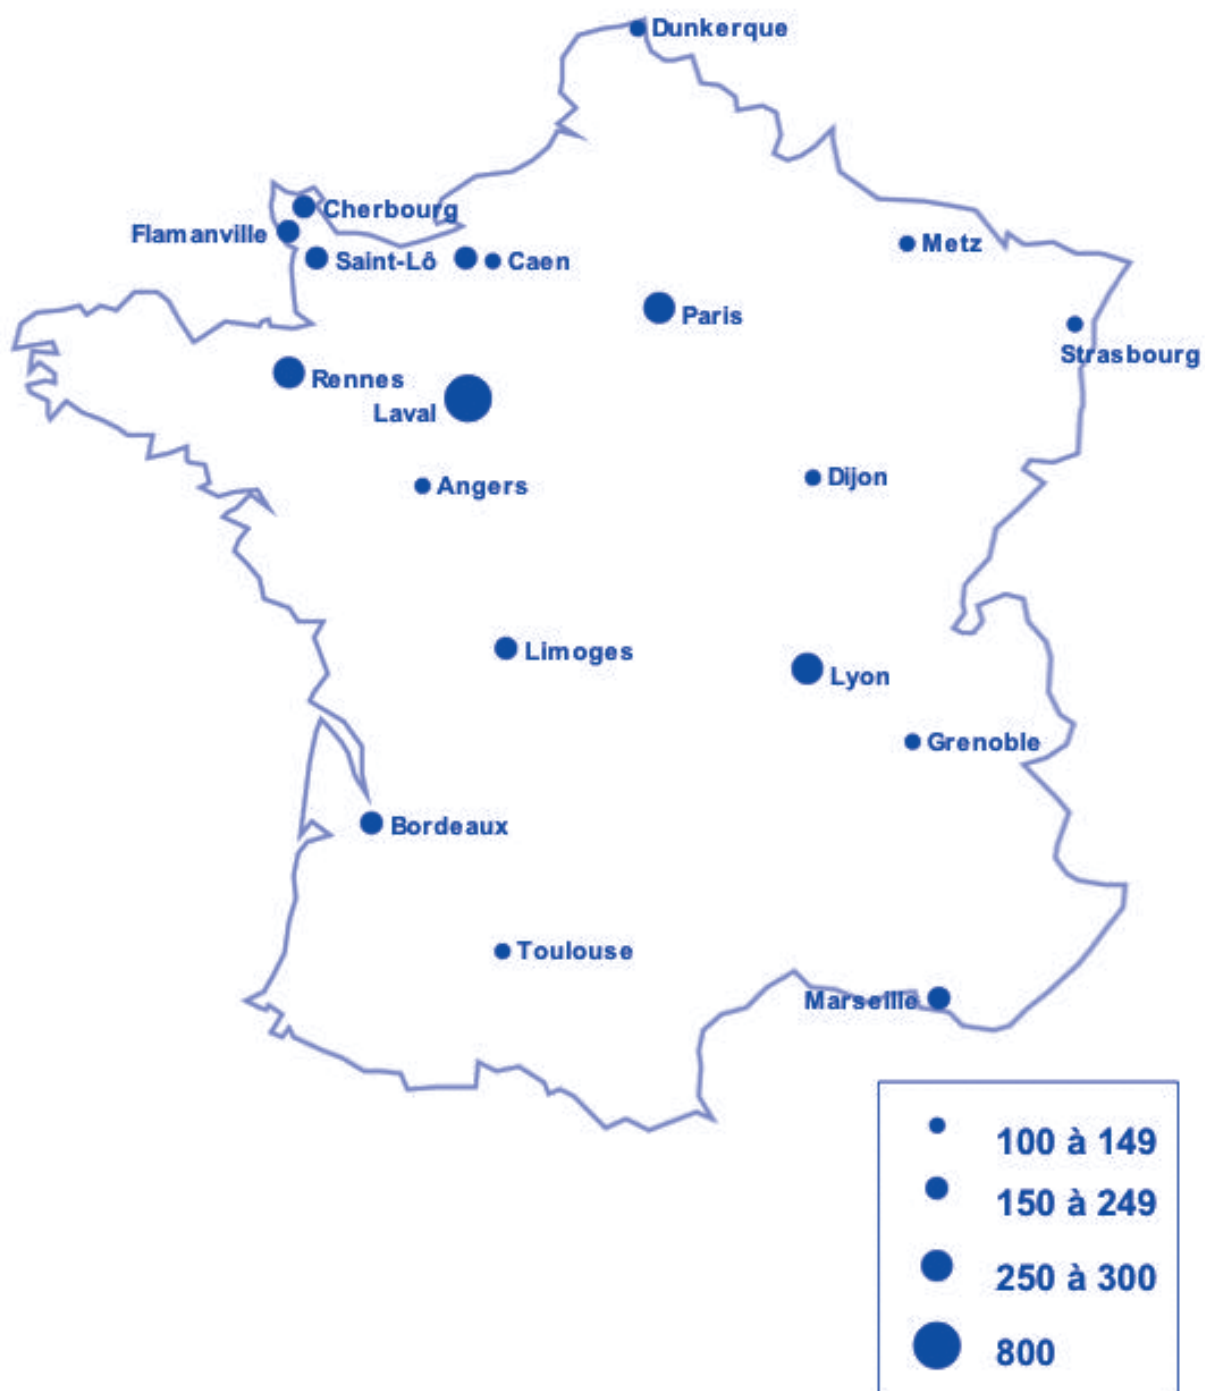 Dunkerque
Cherbourg
Flamanville
Metz
Saint-Lô
Caen
Paris
Strasbourg
Rennes
Laval
Dijon
Angers
Limoges
Lyon
Grenoble
Bordeaux
Toulouse
Marseille
100 à 149
150 à 249
250 à 300
800